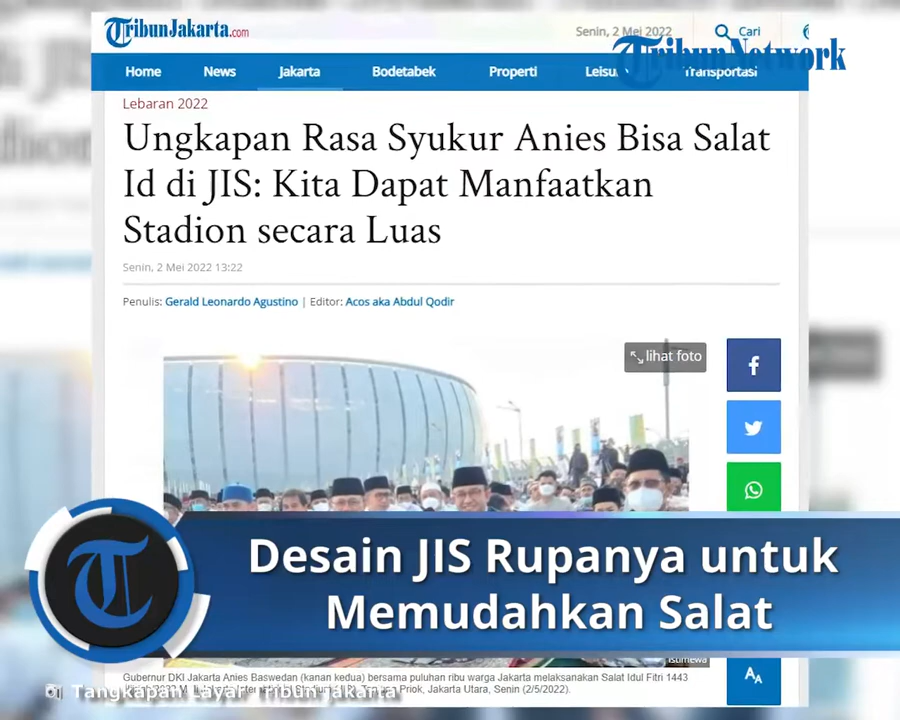 TribunJakarta.com
Senin, 2 Mei 2022
Cari
TribunNetwork
Home News Jakarta Bodetabek Properti Leisu Transportasi
Lebaran 2022
Ungkapan Rasa Syukur Anies Bisa Salat
Id di JIS: Kita Dapat Manfaatkan
Stadion secara Luas
Senin, 2 Mei 2022 13:22
Penulis: Gerald Leonardo Agustino | Editor: Acos aka Abdul Qodir
lihat foto
Desain JIS Rupanya untuk
Memudahkan Salat
Istimewa
Gubernur DKI Jakarta Anies Baswedan (kanan kedua) bersama puluhan ribu warga Jakarta melaksanakan Salat Idul Fitri 1443
Priok, Jakarta Utara, Senin (2/5/2022).
Tangkapan Layar Tribun Jakarta
AA